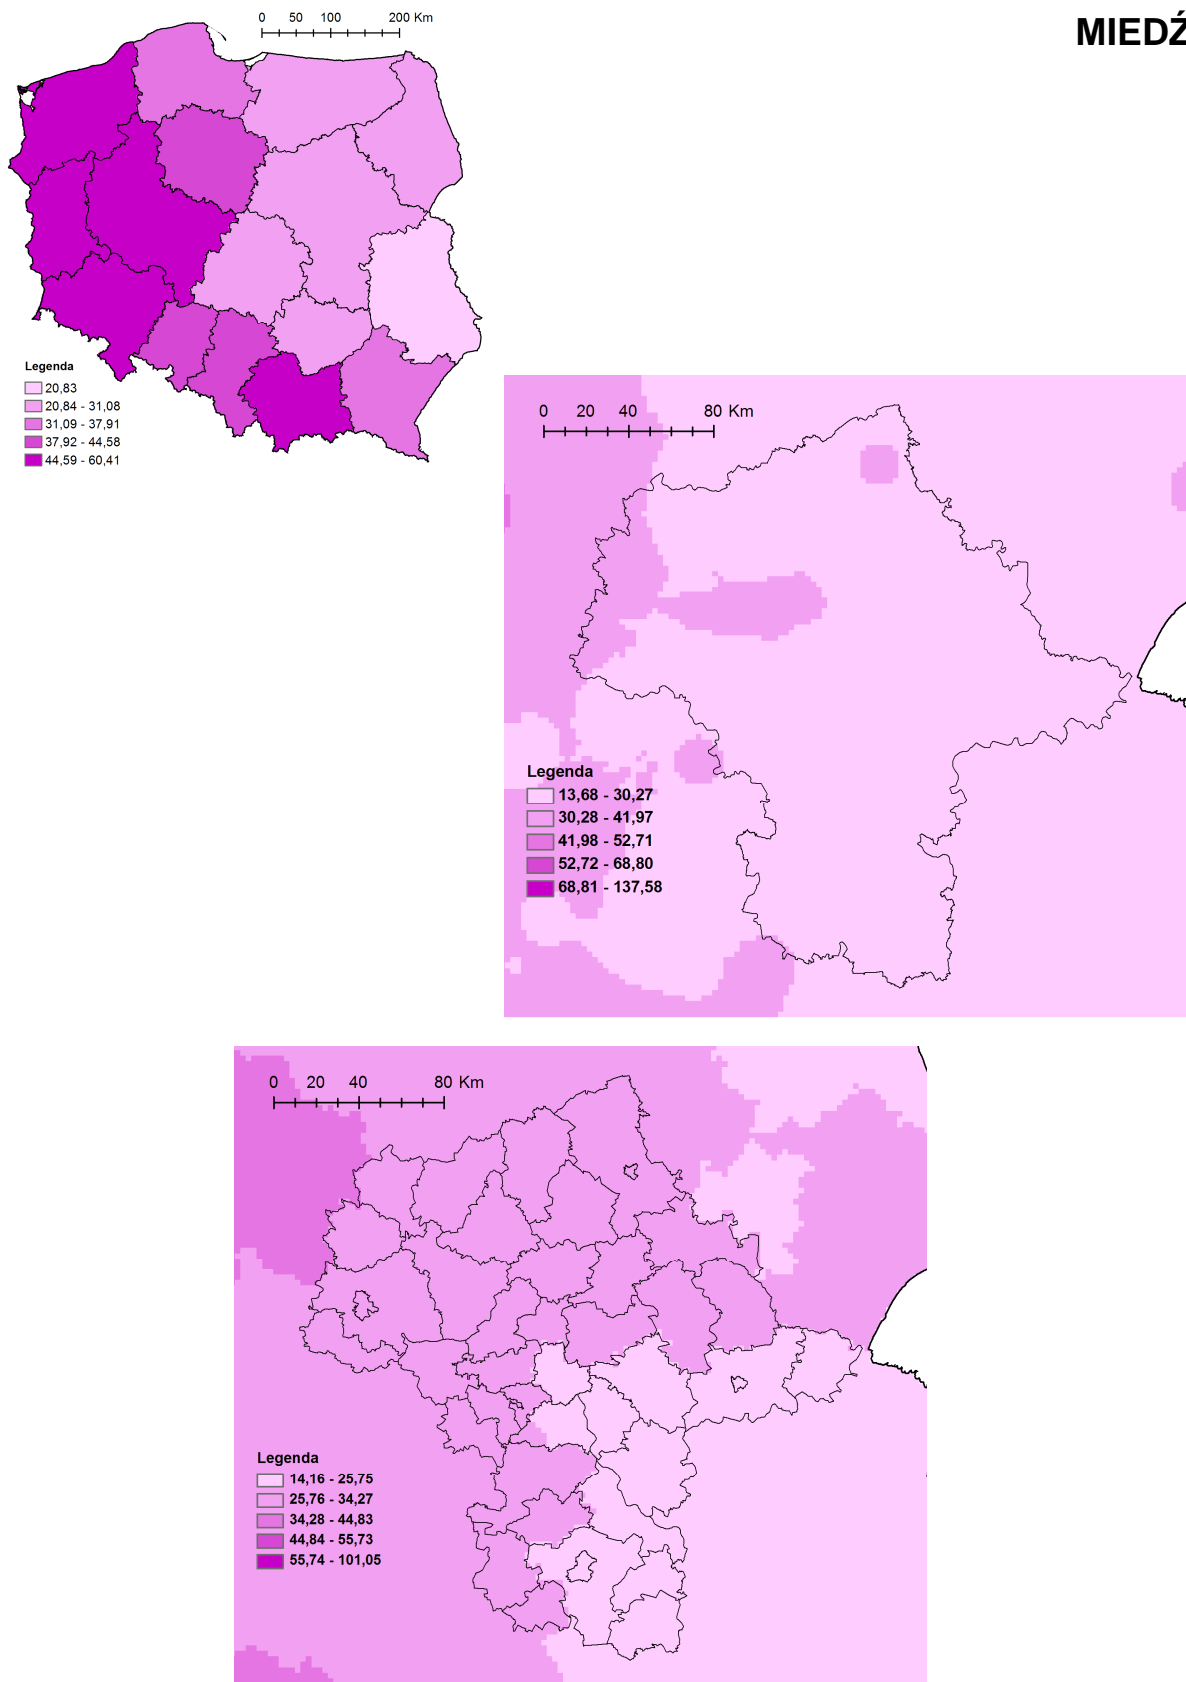 0 50 100 200 Km
MIEDŹ
Legenda
20,83
20,84 - 31,08
31,09 - 37,91
37,92 - 44,58
44,59 - 60,41
0 20 40 80 Km
Legenda
13,68 - 30,27
30,28 - 41,97
41,98 - 52,71
52,72 - 68,80
68,81 - 137,58
0 20 40 80 Km
Legenda
14,16 - 25,75
25,76 - 34,27
34,28 - 44,83
44,84 - 55,73
55,74 - 101,05